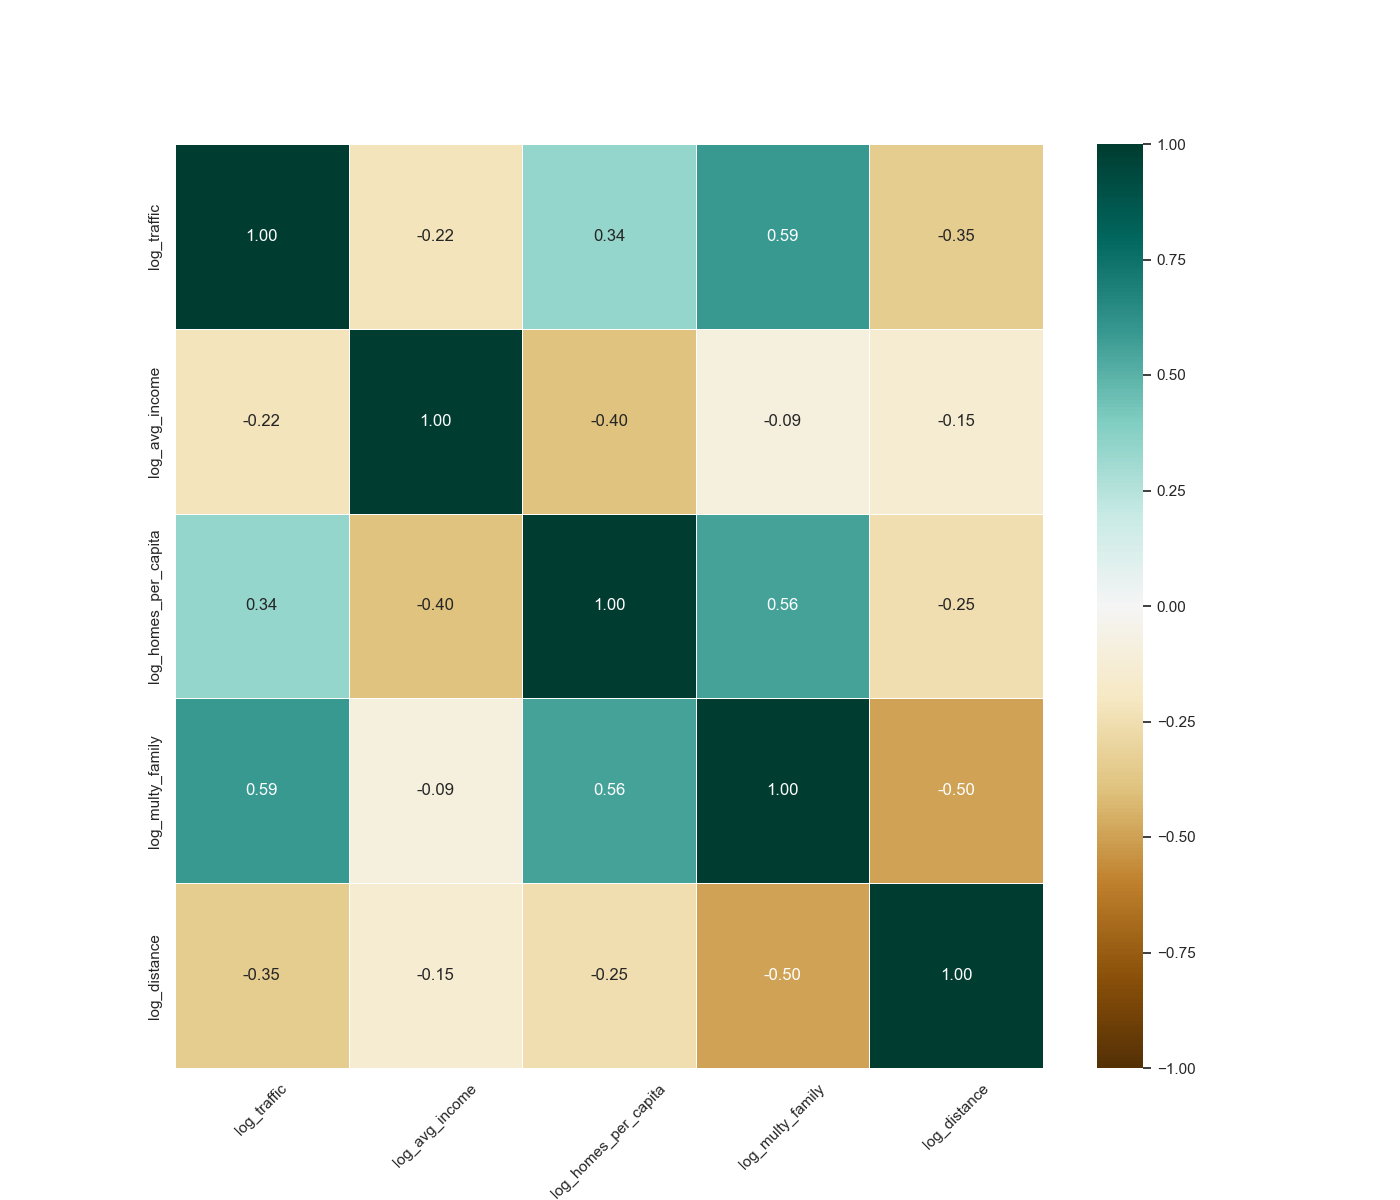 log_traffic
1.00 -0.22 0.34 0.59 -0.35
log_avg_income
-0.22 1.00 -0.40 -0.09 -0.15
log_homes_per_capita
0.34 -0.40 1.00 0.56 -0.25
log_multy_family
0.59 -0.09 0.56 1.00 -0.50
log_distance
-0.35 -0.15 -0.25 -0.50 1.00
log_traffic
log_avg_income
log_homes_per_capita
log_multy_family
log_distance
1.00
0.75
0.50
0.25
0.00
−0.25
−0.50
−0.75
−1.00